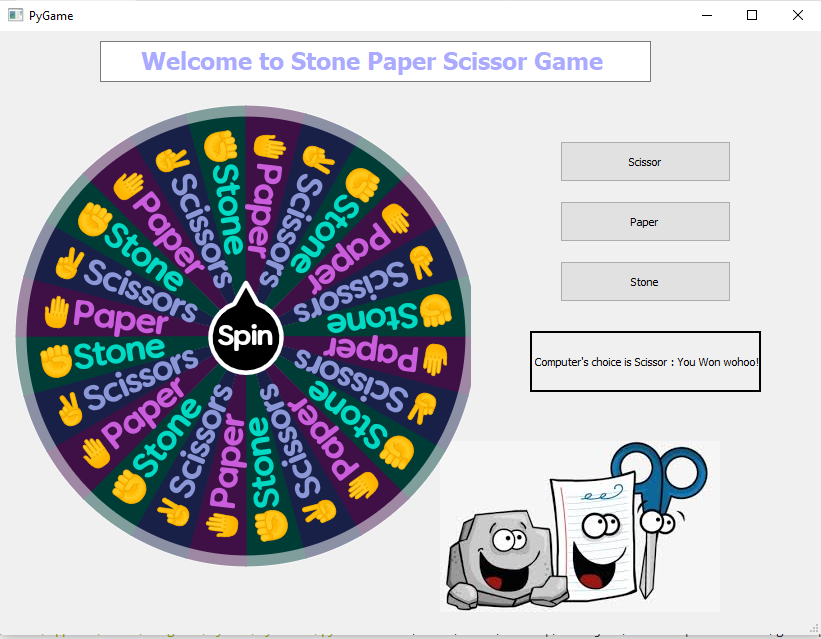 PyGame
Welcome to Stone Paper Scissor Game
Paper
Scissors
Stone
Paper
Scissors
Stone
Paper
Scissors
Stone
Paper
Scissors
Stone
Paper
Scissors
Stone
Paper
Scissors
Stone
Paper
Scissors
Stone
Paper
Scissors
Stone
Spin
Scissor
Paper
Stone
Computer's choice is Scissor : You Won wohoo!